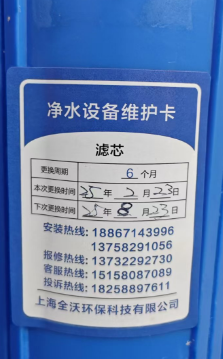 净水设备维护卡
滤芯
更换周期 6 个月
本次更换时间 25 年 2 月 23 日
下次更换时间 25 年 8 月 23 日
安装热线: 18867143996
13758291056
报修热线: 13732292730
客服热线: 15158087089
投诉热线: 18258897611
上海全沃环保科技有限公司